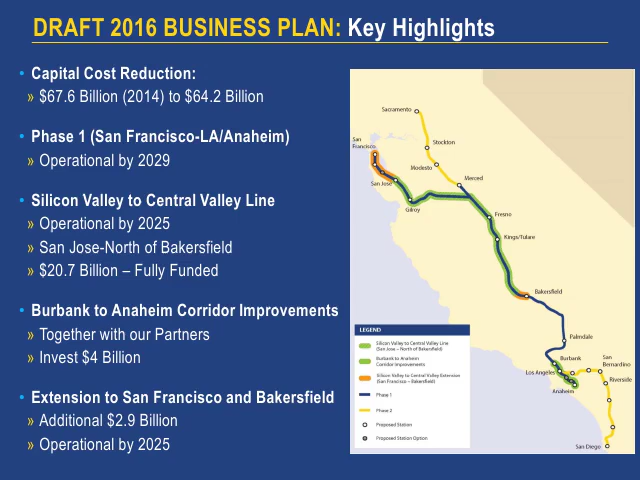 DRAFT 2016 BUSINESS PLAN: Key Highlights
• Capital Cost Reduction:
» $67.6 Billion (2014) to $64.2 Billion
• Phase 1 (San Francisco-LA/Anaheim)
» Operational by 2029
• Silicon Valley to Central Valley Line
» Operational by 2025
» San Jose-North of Bakersfield
» $20.7 Billion – Fully Funded
• Burbank to Anaheim Corridor Improvements
» Together with our Partners
» Invest $4 Billion
• Extension to San Francisco and Bakersfield
» Additional $2.9 Billion
» Operational by 2025
Sacramento
Stockton
San
Francisco
Modesto
Merced
San Jose
Gilroy
Fresno
Kings/Tulare
Bakersfield
Palmdale
Burbank
San
Bernardino
Los Angeles
Riverside
Anaheim
San Diego
LEGEND
Silicon Valley to Central Valley Line
(San Jose – North of Bakersfield)
Burbank to Anaheim
Corridor Improvements
Silicon Valley to Central Valley Extension
(San Francisco – Bakersfield)
Phase 1
Phase 2
Proposed Station
Proposed Station Option